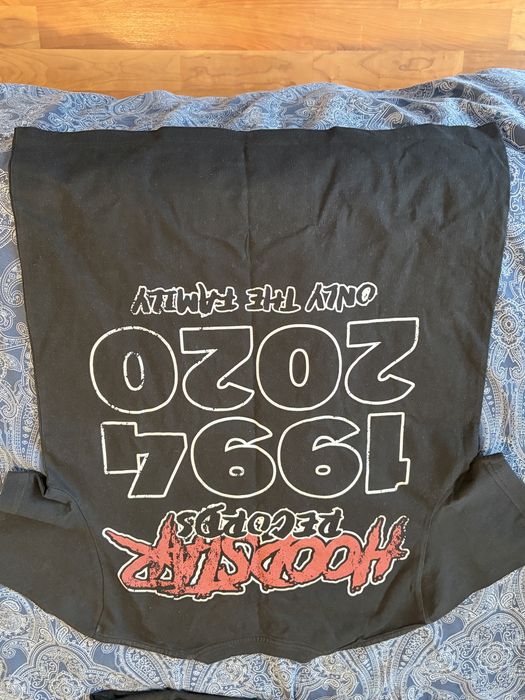 HOODSTAR
RECORDS
1994
2020
ONLY THE FAMILY